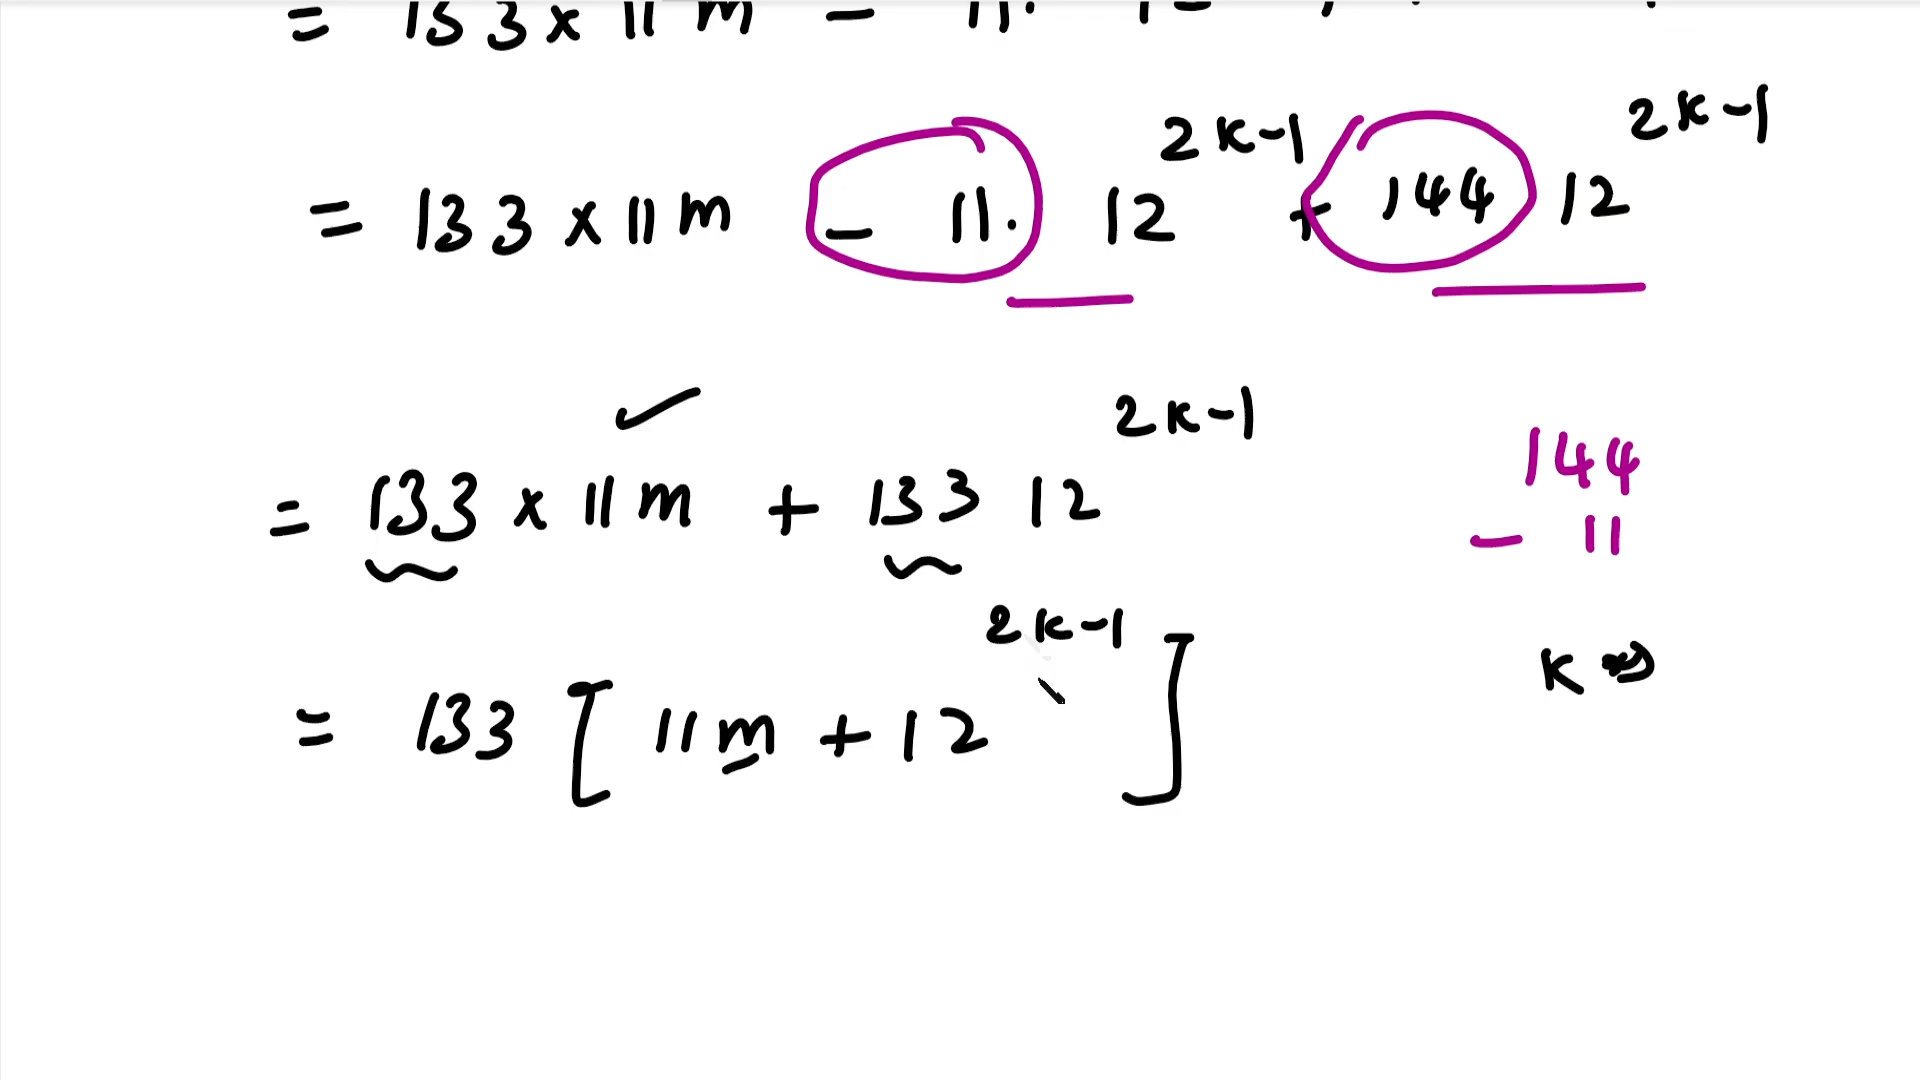 = 133 x 11 m - 11. 12
= 133 x 11 m - 11. 12^{2k-1} + 144 12^{2k-1}
= 133 x 11 m + 133 12^{2k-1}
144
- 11
= 133 [ 11 m + 12^{2k-1} ]
k ⇒